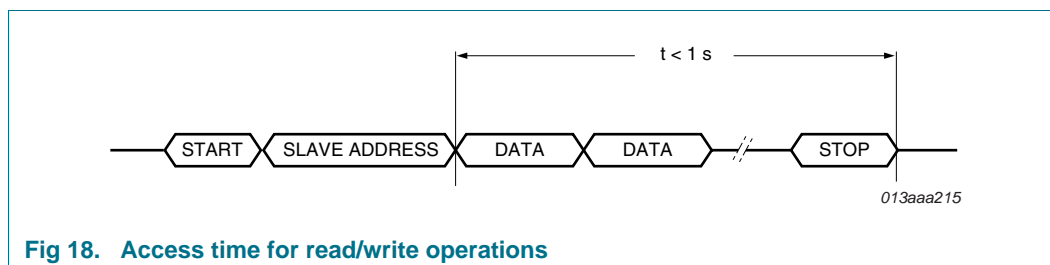 t < 1 s
START SLAVE ADDRESS DATA DATA STOP
013aaa215
Fig 18. Access time for read/write operations